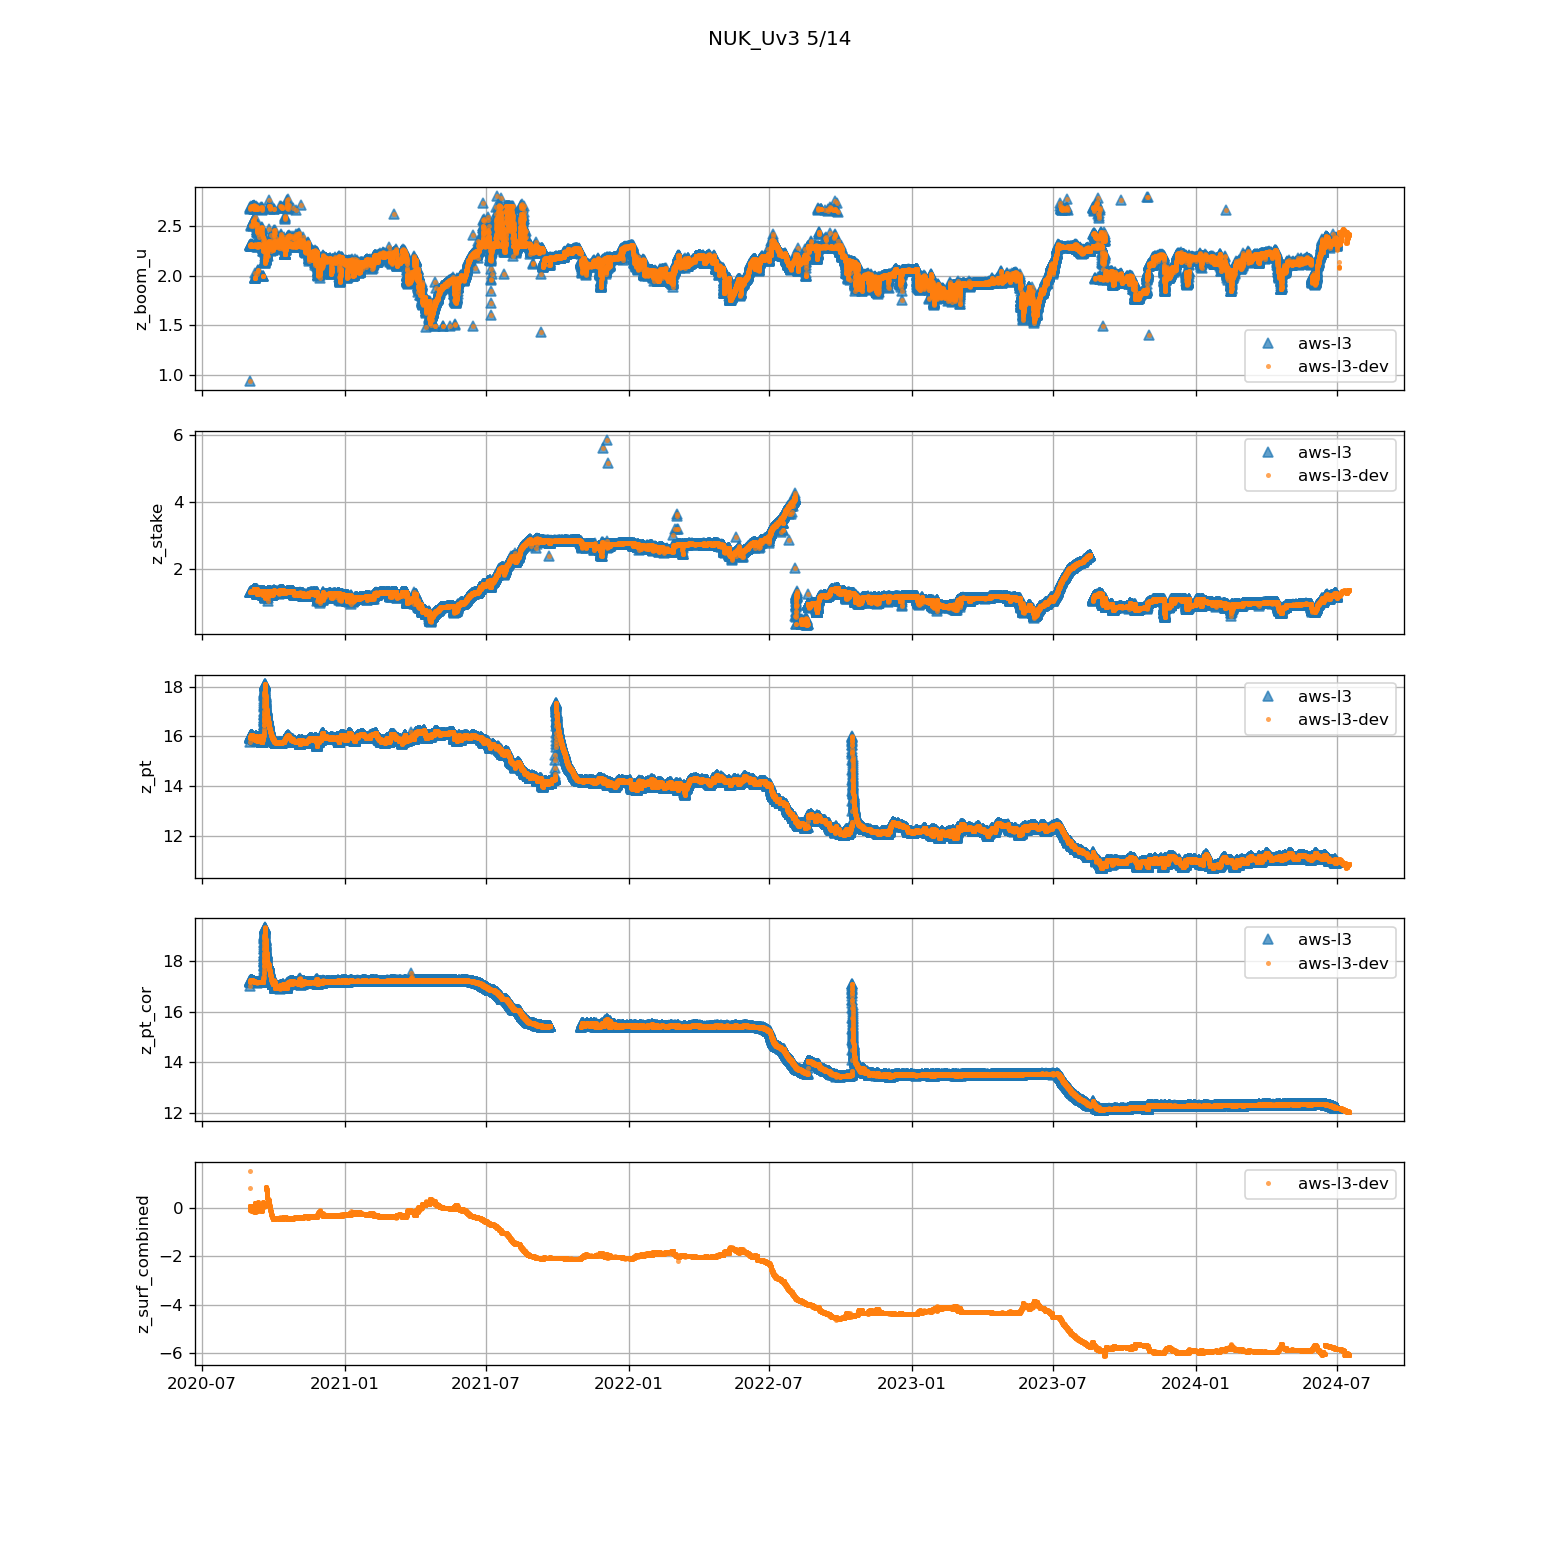 NUK_Uv3 5/14
2.5
2.0
1.5
1.0
z_boom_u
aws-l3
aws-l3-dev
6
4
2
z_stake
aws-l3
aws-l3-dev
18
16
14
12
z_pt
aws-l3
aws-l3-dev
18
16
14
12
z_pt_cor
aws-l3
aws-l3-dev
0
−2
−4
−6
z_surf_combined
aws-l3-dev
2020-07 2021-01 2021-07 2022-01 2022-07 2023-01 2023-07 2024-01 2024-07